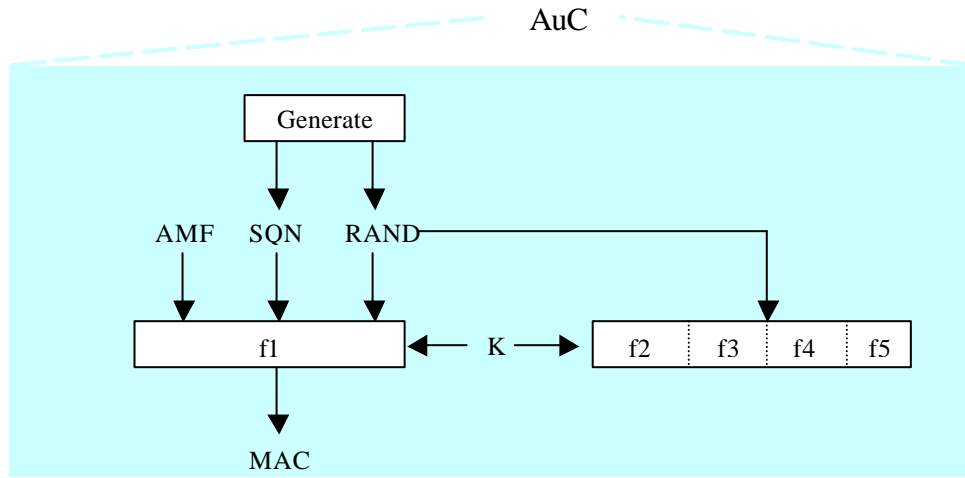 AuC
Generate
AMF SQN RAND
f1 K f2 f3 f4 f5
MAC